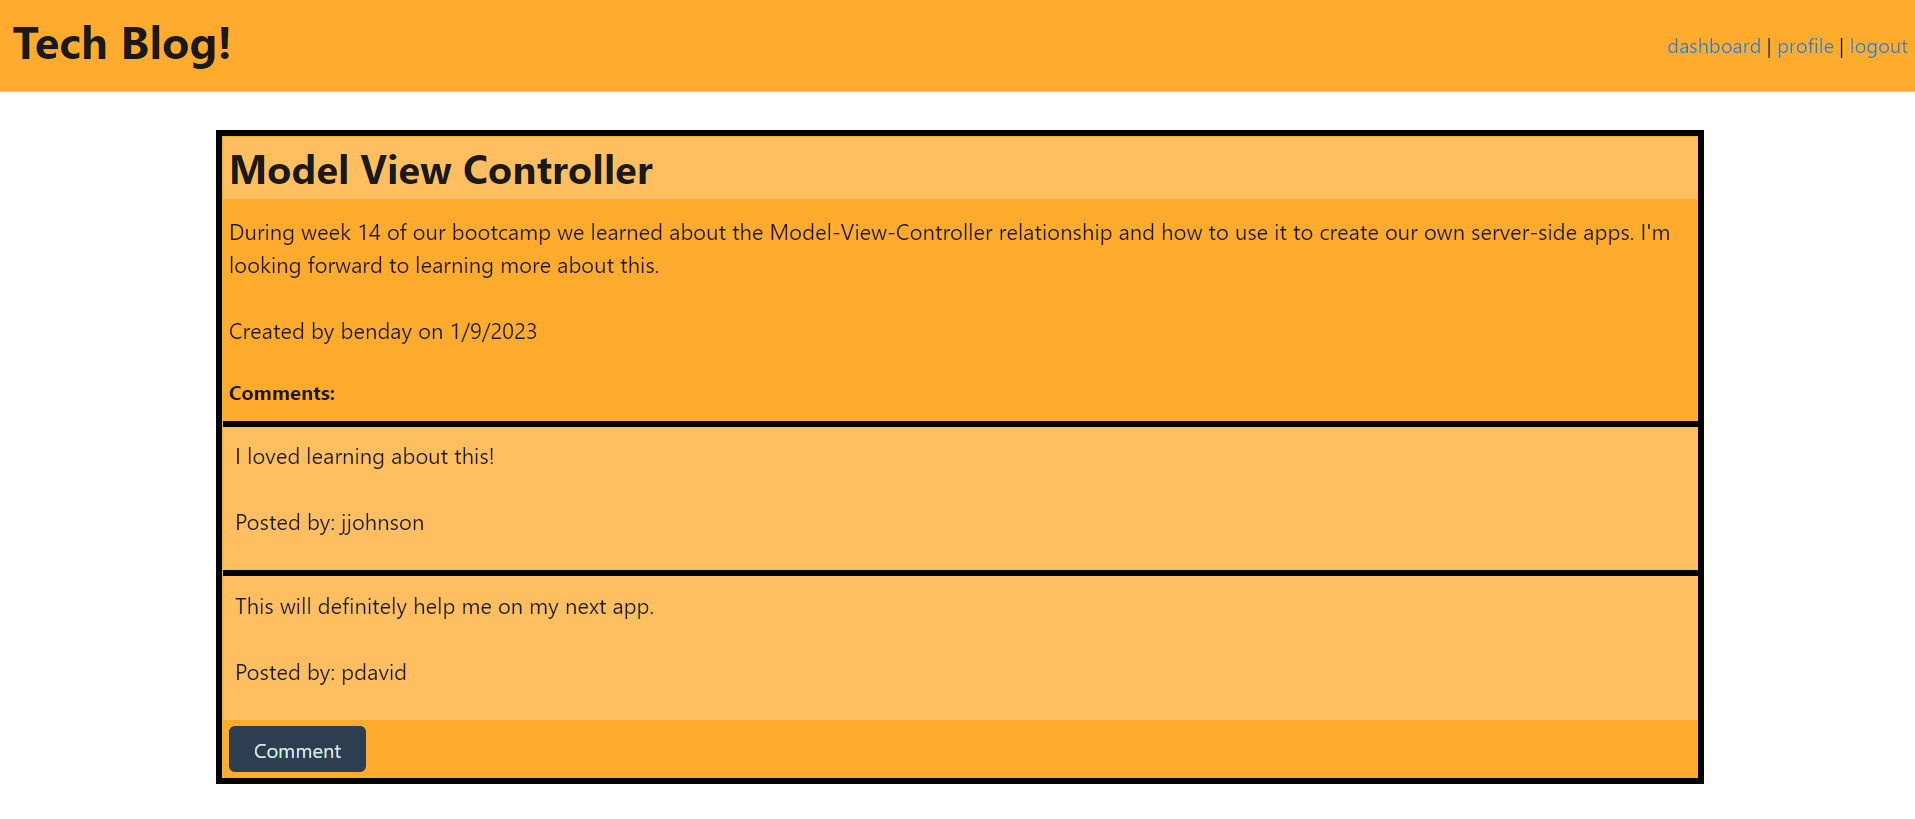 Tech Blog!
dashboard | profile | logout
Model View Controller
During week 14 of our bootcamp we learned about the Model-View-Controller relationship and how to use it to create our own server-side apps. I'm
looking forward to learning more about this.
Created by benday on 1/9/2023
Comments:
I loved learning about this!
Posted by: jjohnson
This will definitely help me on my next app.
Posted by: pdavid
Comment